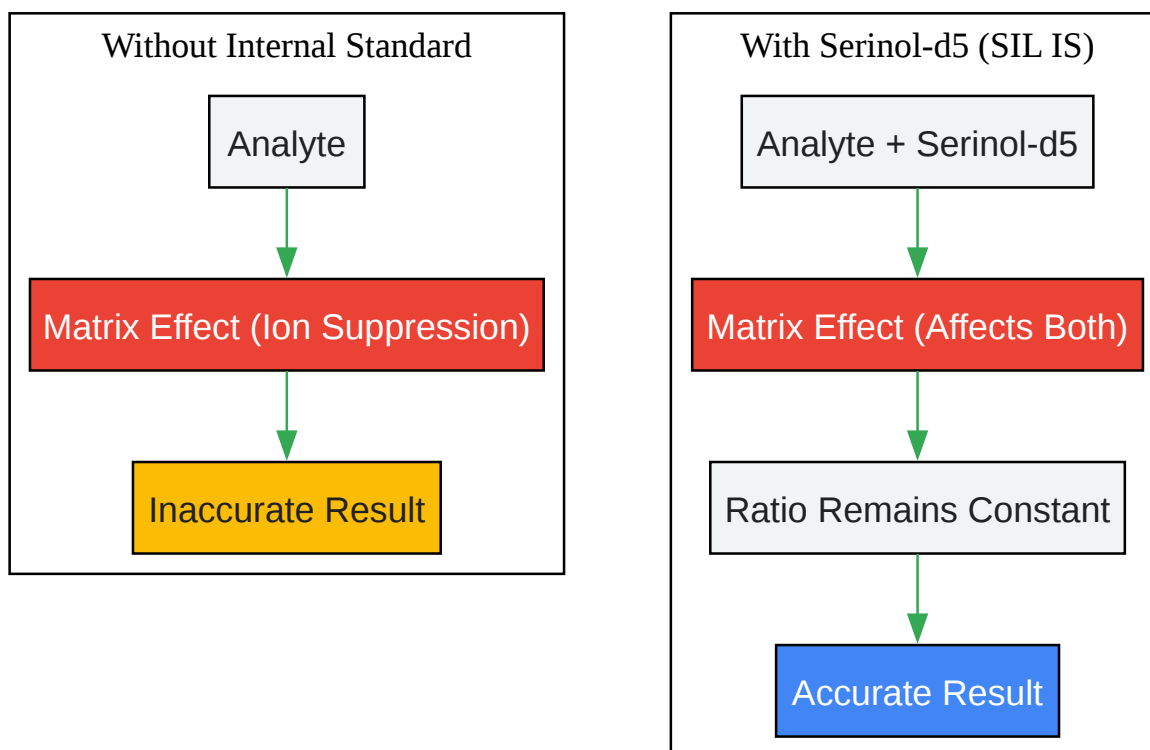 Without Internal Standard
Analyte
Matrix Effect (Ion Suppression)
Inaccurate Result
With Serinol-d5 (SIL IS)
Analyte + Serinol-d5
Matrix Effect (Affects Both)
Ratio Remains Constant
Accurate Result